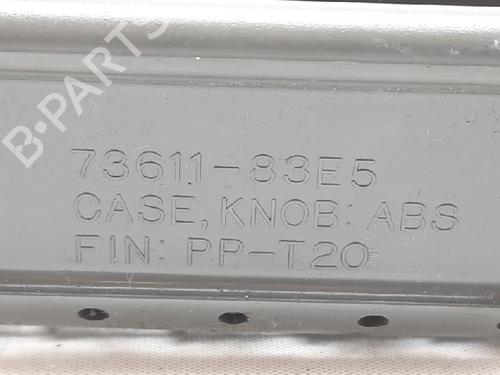 B-PARTS
73611-83E5
CASE, KNOB: ABS
FIN: PP-T20